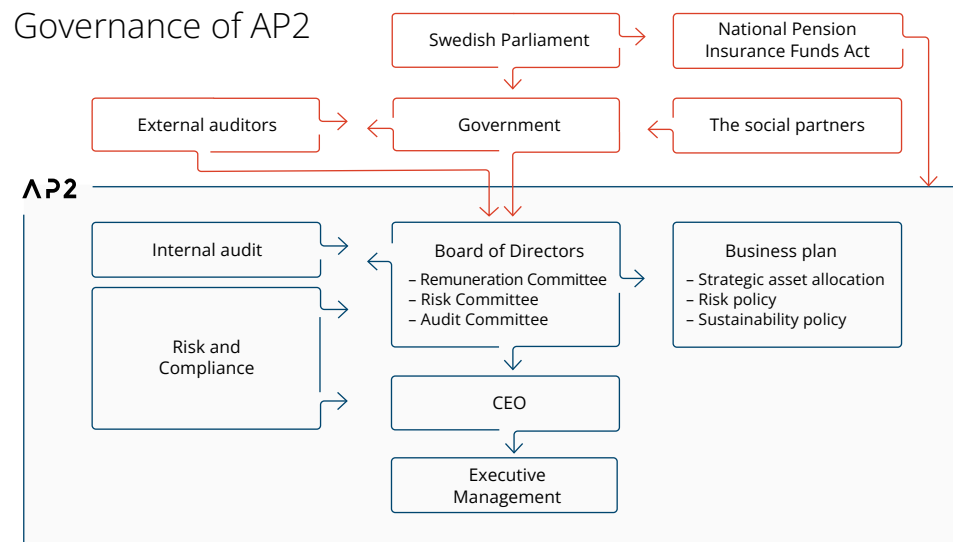 Governance of AP2
Swedish Parliament
National Pension
Insurance Funds Act
External auditors
Government
The social partners
AP2
Internal audit
Board of Directors
– Remuneration Committee
– Risk Committee
– Audit Committee
Business plan
– Strategic asset allocation
– Risk policy
– Sustainability policy
Risk and
Compliance
CEO
Executive
Management